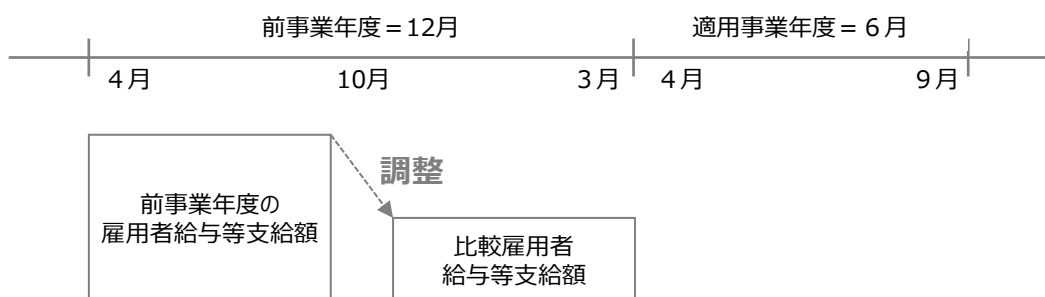 前事業年度＝12月
適用事業年度＝６月
４月
10月
３月
４月
９月
調整
前事業年度の
雇用者給与等支給額
比較雇用者
給与等支給額